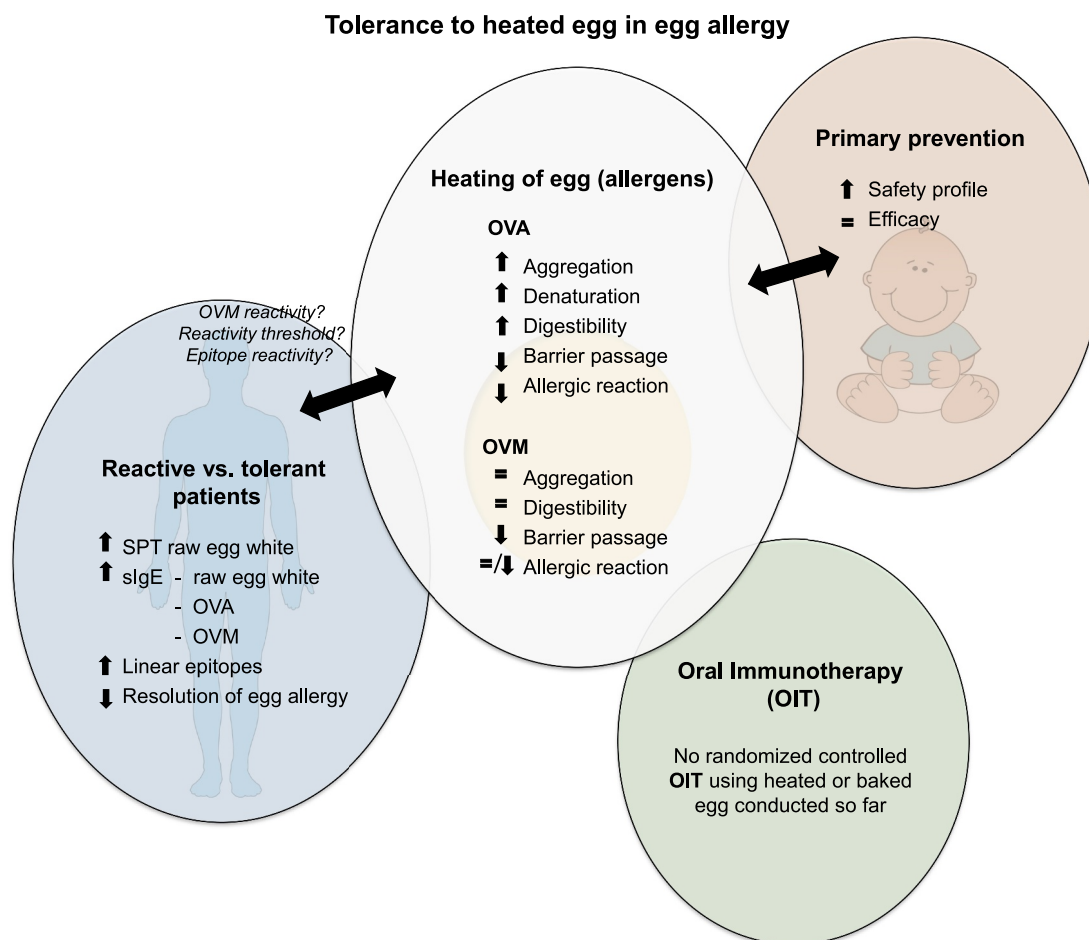 Tolerance to heated egg in egg allergy
Heating of egg (allergens)
OVA
⬆ Aggregation
⬆ Denaturation
⬆ Digestibility
⬇ Barrier passage
⬇ Allergic reaction
OVM
= Aggregation
= Digestibility
⬇ Barrier passage
=/⬇ Allergic reaction
Primary prevention
⬆ Safety profile
= Efficacy
OVM reactivity?
Reactivity threshold?
Epitope reactivity?
Reactive vs. tolerant
patients
⬆ SPT raw egg white
⬆ sIgE - raw egg white
- OVA
- OVM
⬆ Linear epitopes
⬇ Resolution of egg allergy
Oral Immunotherapy
(OIT)
No randomized controlled
OIT using heated or baked
egg conducted so far